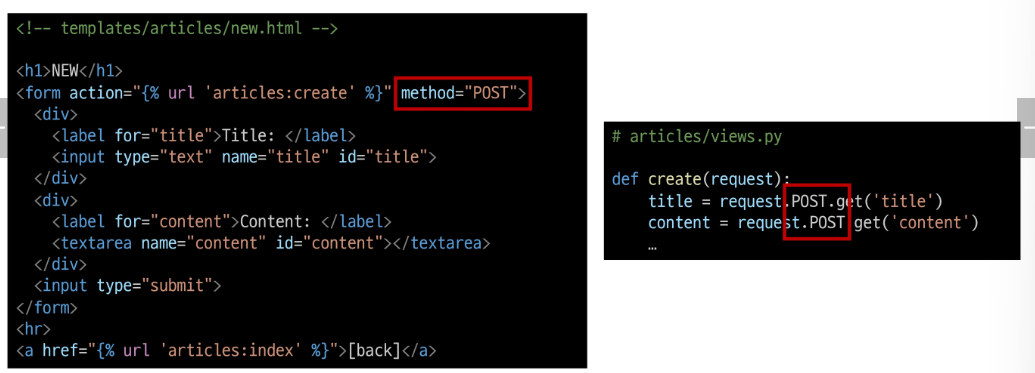 <!-- templates/articles/new.html -->
<h1>NEW</h1>
<form action="{% url 'articles:create' %}" method="POST">
  <div>
    <label for="title">Title: </label>
    <input type="text" name="title" id="title">
  </div>
  <div>
    <label for="content">Content: </label>
    <textarea name="content" id="content"></textarea>
  </div>
  <input type="submit">
</form>
<hr>
<a href="{% url 'articles:index' %}">[back]</a>
# articles/views.py
def create(request):
    title = request.POST.get('title')
    content = request.POST.get('content')
    …